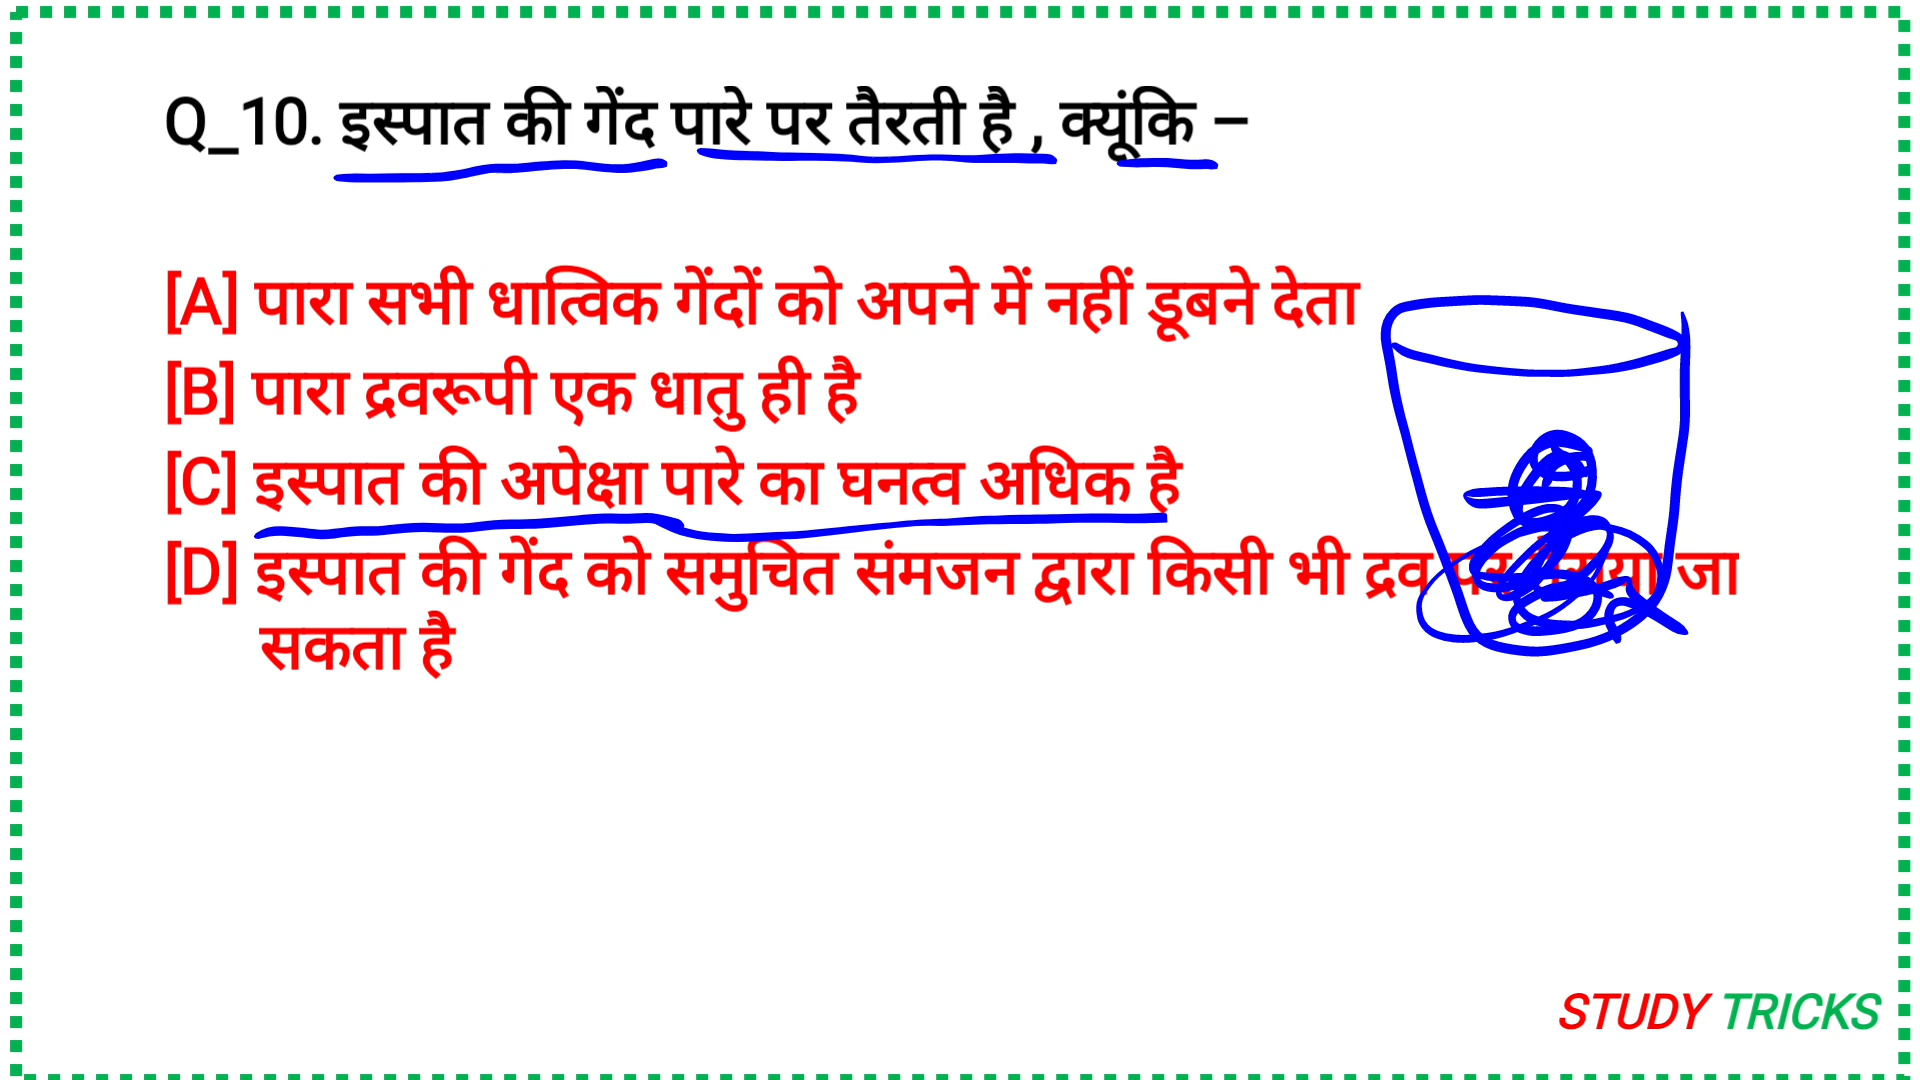 Q_10. इस्पात की गेंद पारे पर तैरती है , क्यूंकि –
[A] पारा सभी धात्विक गेंदों को अपने में नहीं डूबने देता
[B] पारा द्रवरूपी एक धातु ही है
[C] इस्पात की अपेक्षा पारे का घनत्व अधिक है
[D] इस्पात की गेंद को समुचित संमजन द्वारा किसी भी द्रव पर जा
सकता है
STUDY TRICKS